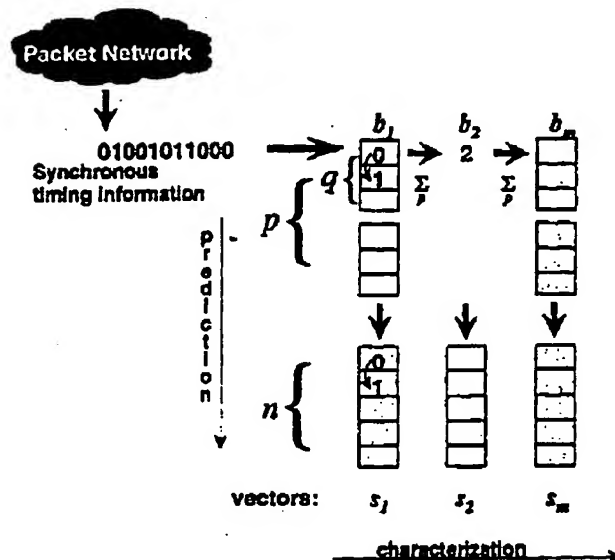 Packet Network
01001011000
Synchronous
timing information
prediction
b1 b2 bm
0 2
1
q
p
Σ
p
Σ
p
n
0
1
vectors: s1 s2 sm
characterization